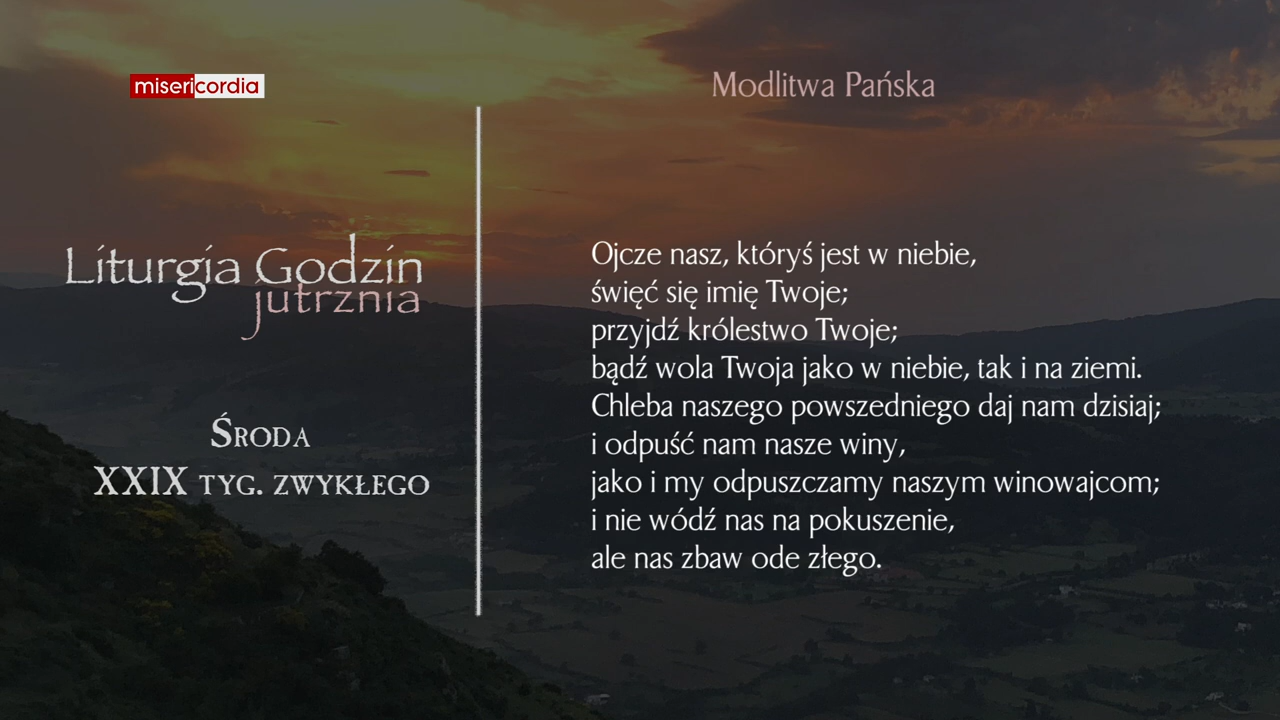 misericordia
Liturgia Godzin
jutrznia
Środa
XXIX tyg. zwykłego
Modlitwa Pańska
Ojcze nasz, któryś jest w niebie,
święć się imię Twoje;
przyjdź królestwo Twoje;
bądź wola Twoja jako w niebie, tak i na ziemi.
Chleba naszego powszedniego daj nam dzisiaj;
i odpuść nam nasze winy,
jako i my odpuszczamy naszym winowajcom;
i nie wódź nas na pokuszenie,
ale nas zbaw ode złego.